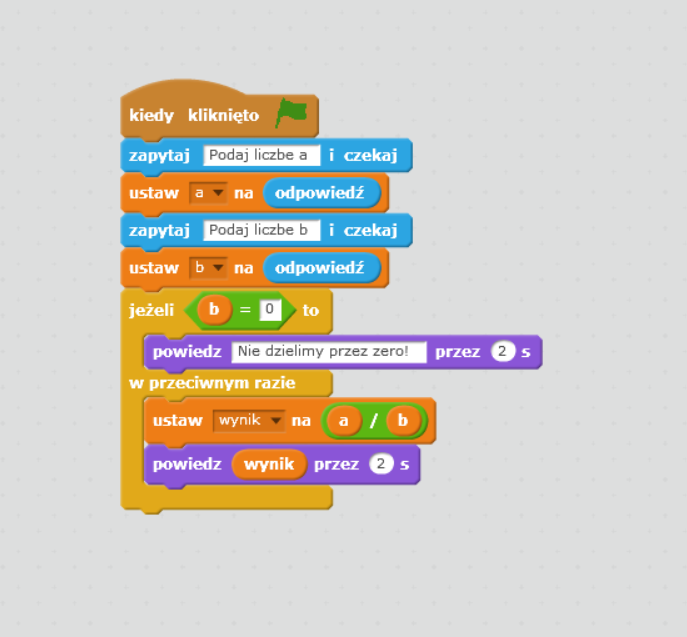 kiedy kliknięto
zapytaj Podaj liczbe a i czekaj
ustaw a na odpowiedź
zapytaj Podaj liczbe b i czekaj
ustaw b na odpowiedź
jeżeli b = 0 to
powiedz Nie dzielimy przez zero! przez 2 s
w przeciwnym razie
ustaw wynik na a / b
powiedz wynik przez 2 s